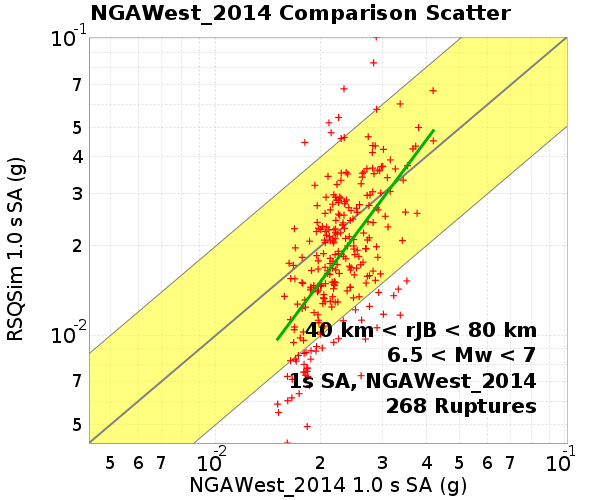 NGAWest_2014 Comparison Scatter
10-1
7
5
4
3
2
10-2
7
5
RSQSim 1.0 s SA (g)
40 km < rJB < 80 km
6.5 < Mw < 7
1s SA, NGAWest_2014
268 Ruptures
5 6 7 10-2 2 3 4 5 6 7 10-1
NGAWest_2014 1.0 s SA (g)